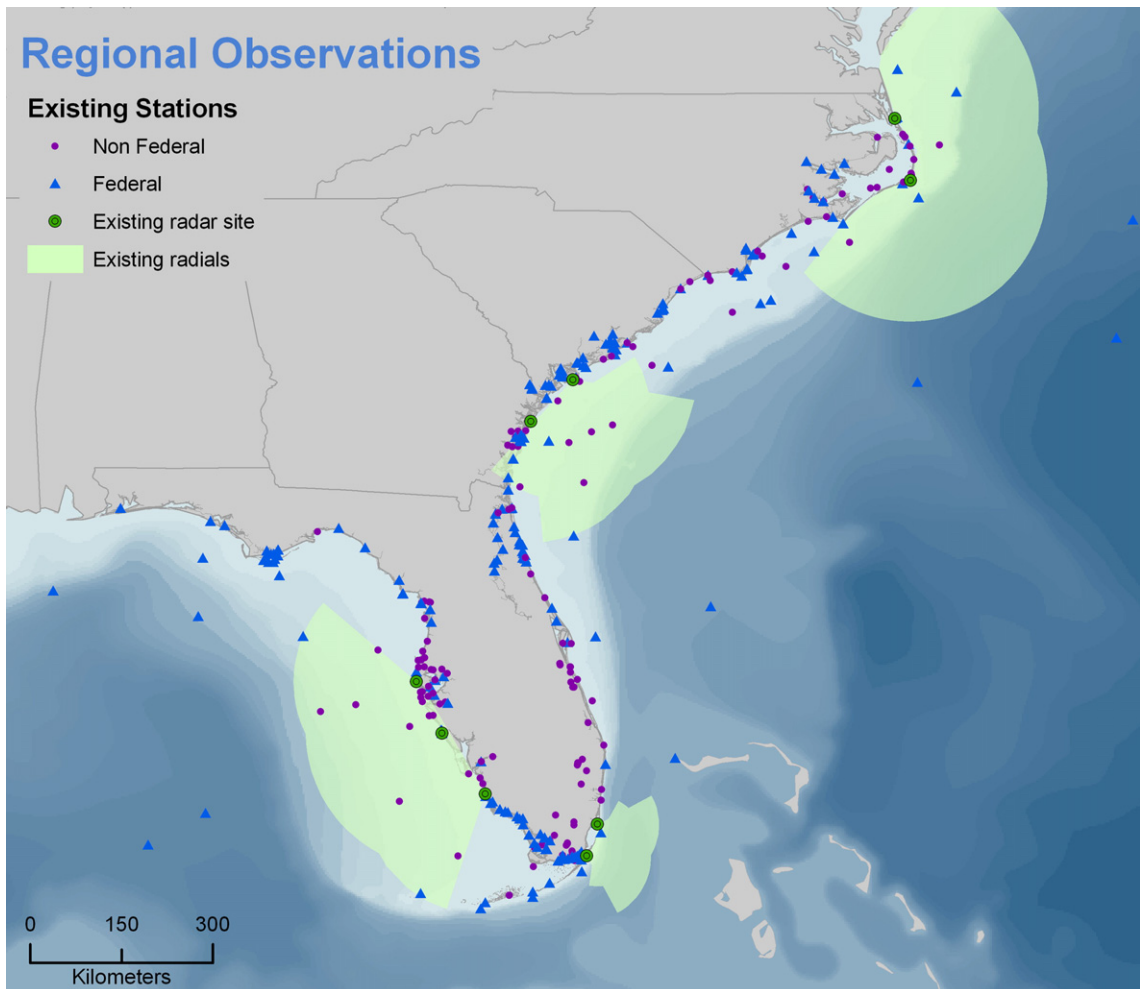 Regional Observations
Existing Stations
Non Federal
Federal
Existing radar site
Existing radials
0 150 300
Kilometers